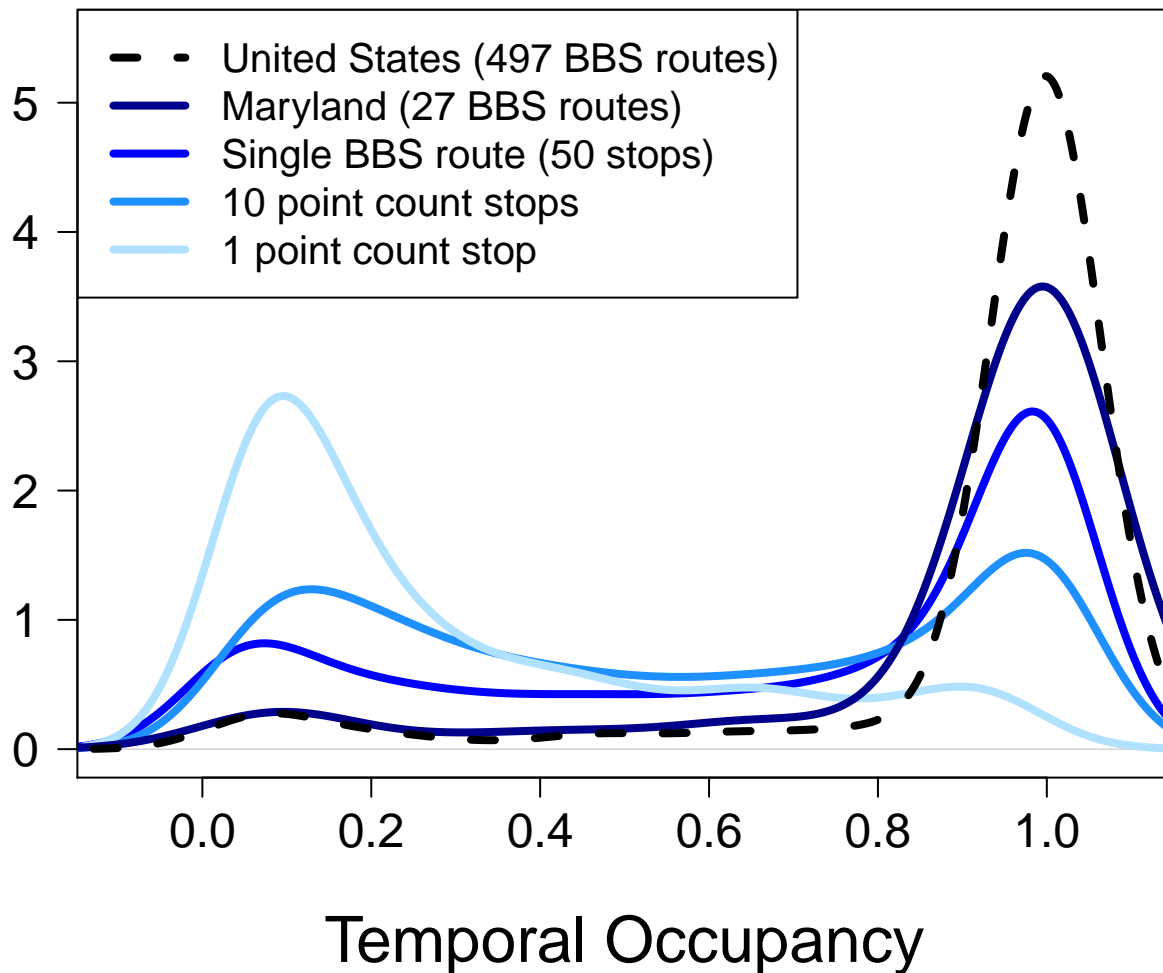 United States (497 BBS routes)
Maryland (27 BBS routes)
Single BBS route (50 stops)
10 point count stops
1 point count stop
5
4
3
2
1
0
0.0 0.2 0.4 0.6 0.8 1.0
Temporal Occupancy